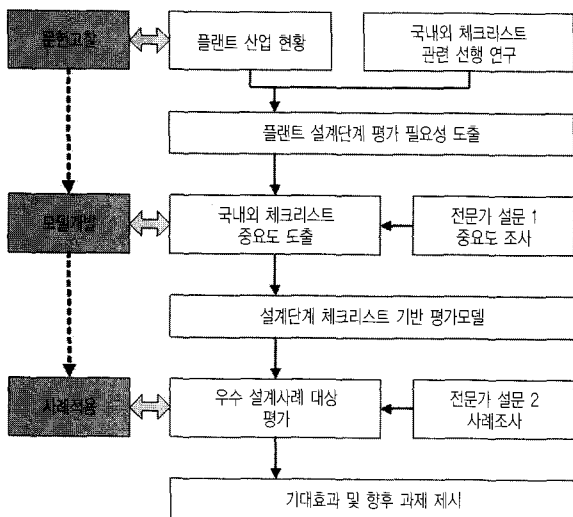 문헌고찰
플랜트 산업 현황
국내외 체크리스트
관련 선행 연구
플랜트 설계단계 평가 필요성 도출
모델개발
국내외 체크리스트
중요도 도출
전문가 설문 1
중요도 조사
설계단계 체크리스트 기반 평가모델
사례적용
우수 설계사례 대상
평가
전문가 설문 2
사례조사
기대효과 및 향후 과제 제시